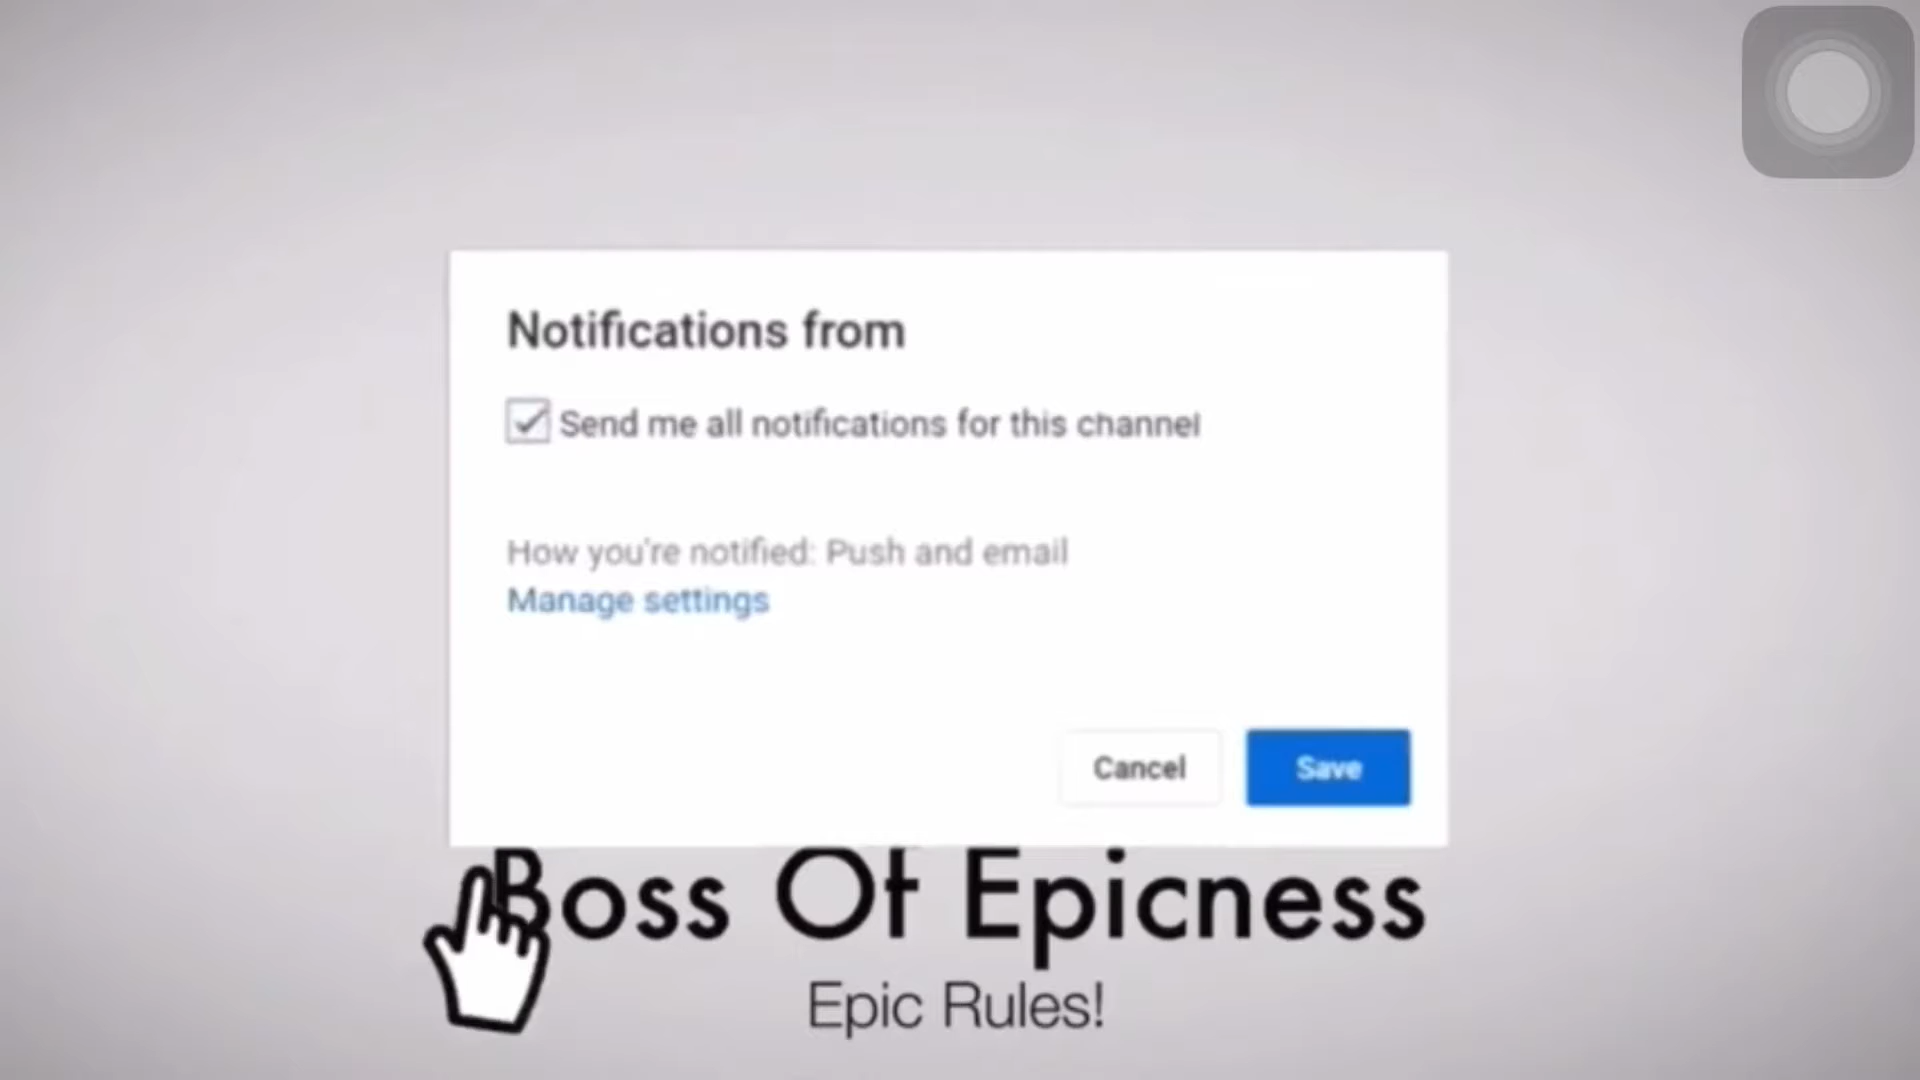 Notifications from
Send me all notifications for this channel
How you're notified: Push and email
Manage settings
Cancel
Save
Boss Of Epicness
Epic Rules!